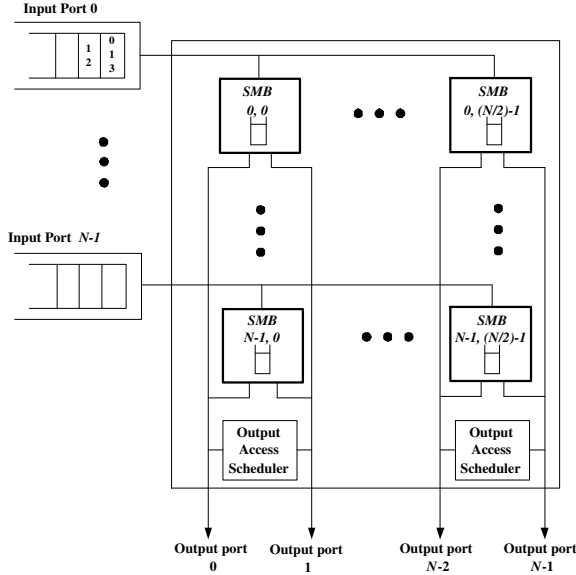 Input Port 0
1
2
0
1
3
SMB
0, 0
SMB
0, (N/2)-1
Input Port N-1
SMB
N-1, 0
SMB
N-1, (N/2)-1
Output
Access
Scheduler
Output
Access
Scheduler
Output port
0
Output port
1
Output port
N-2
Output port
N-1